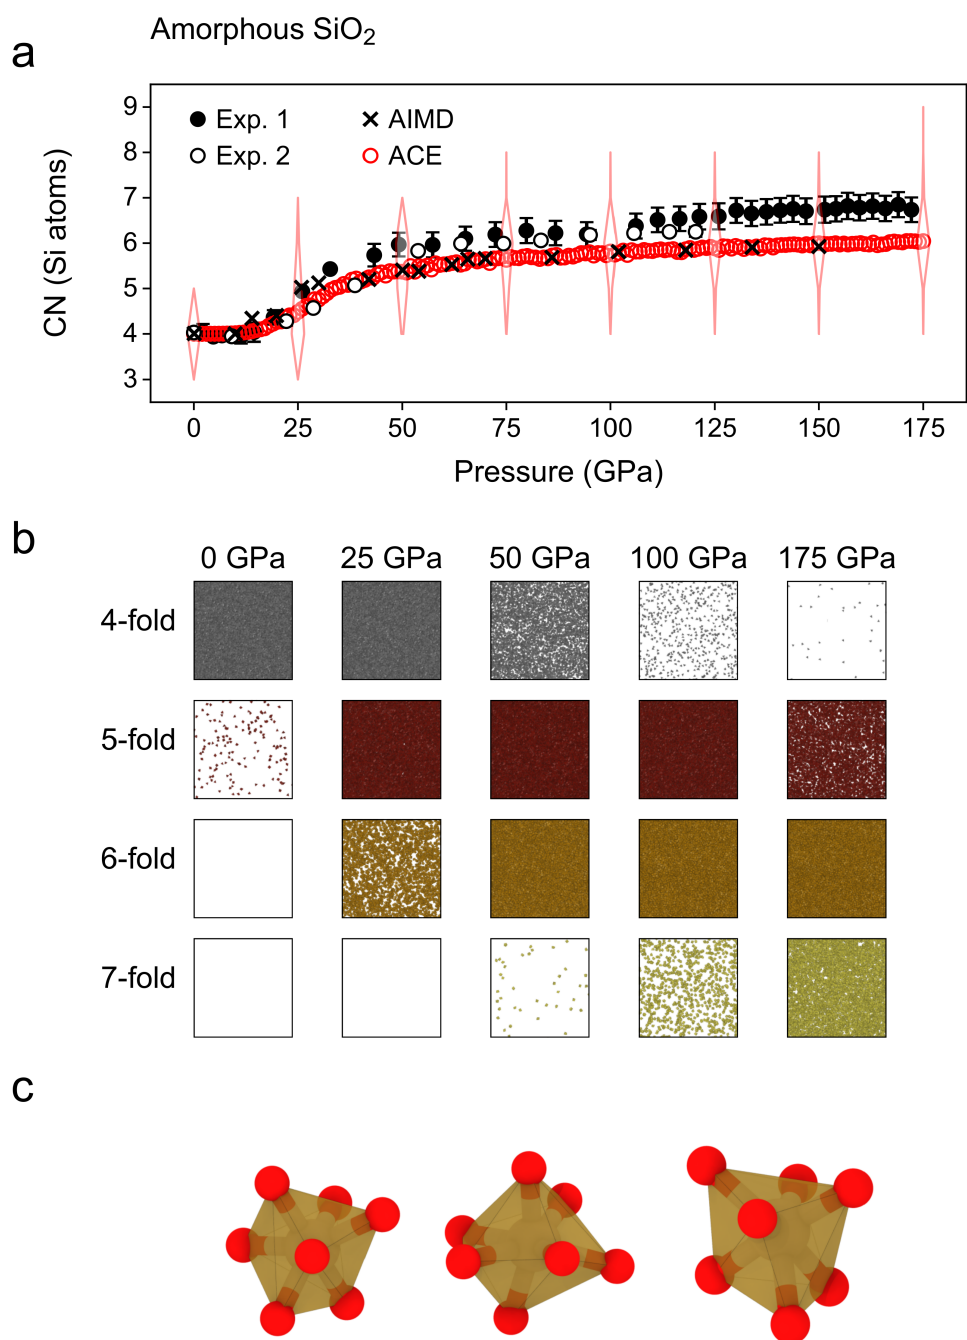 Amorphous SiO₂
a
9
8
7
6
5
4
3
CN (Si atoms)
Exp. 1
Exp. 2
AIMD
ACE
0 25 50 75 100 125 150 175
Pressure (GPa)
b
0 GPa 25 GPa 50 GPa 100 GPa 175 GPa
4-fold
5-fold
6-fold
7-fold
c